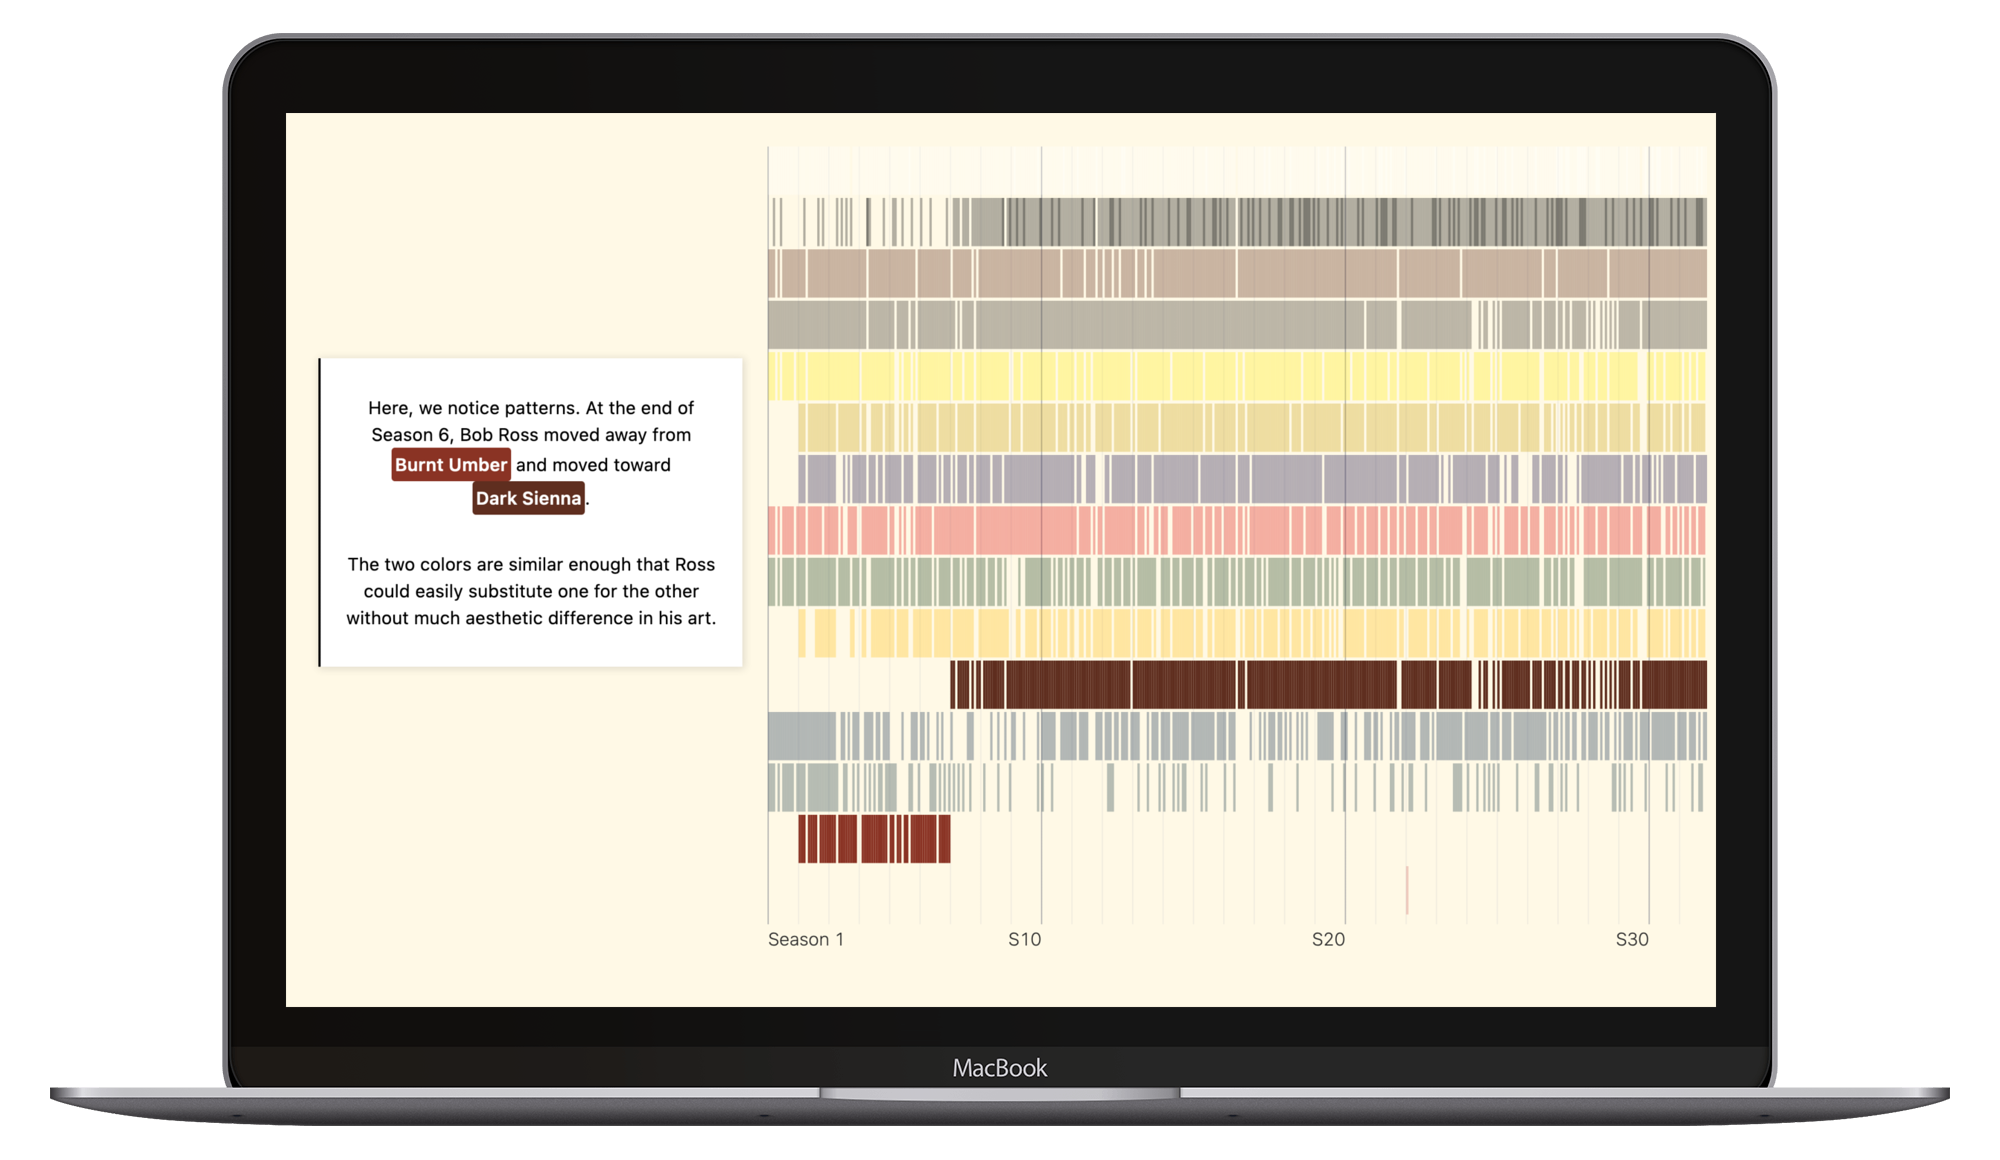 Here, we notice patterns. At the end of
Season 6, Bob Ross moved away from
Burnt Umber and moved toward
Dark Sienna.
The two colors are similar enough that Ross
could easily substitute one for the other
without much aesthetic difference in his art.
Season 1 S10 S20 S30
MacBook